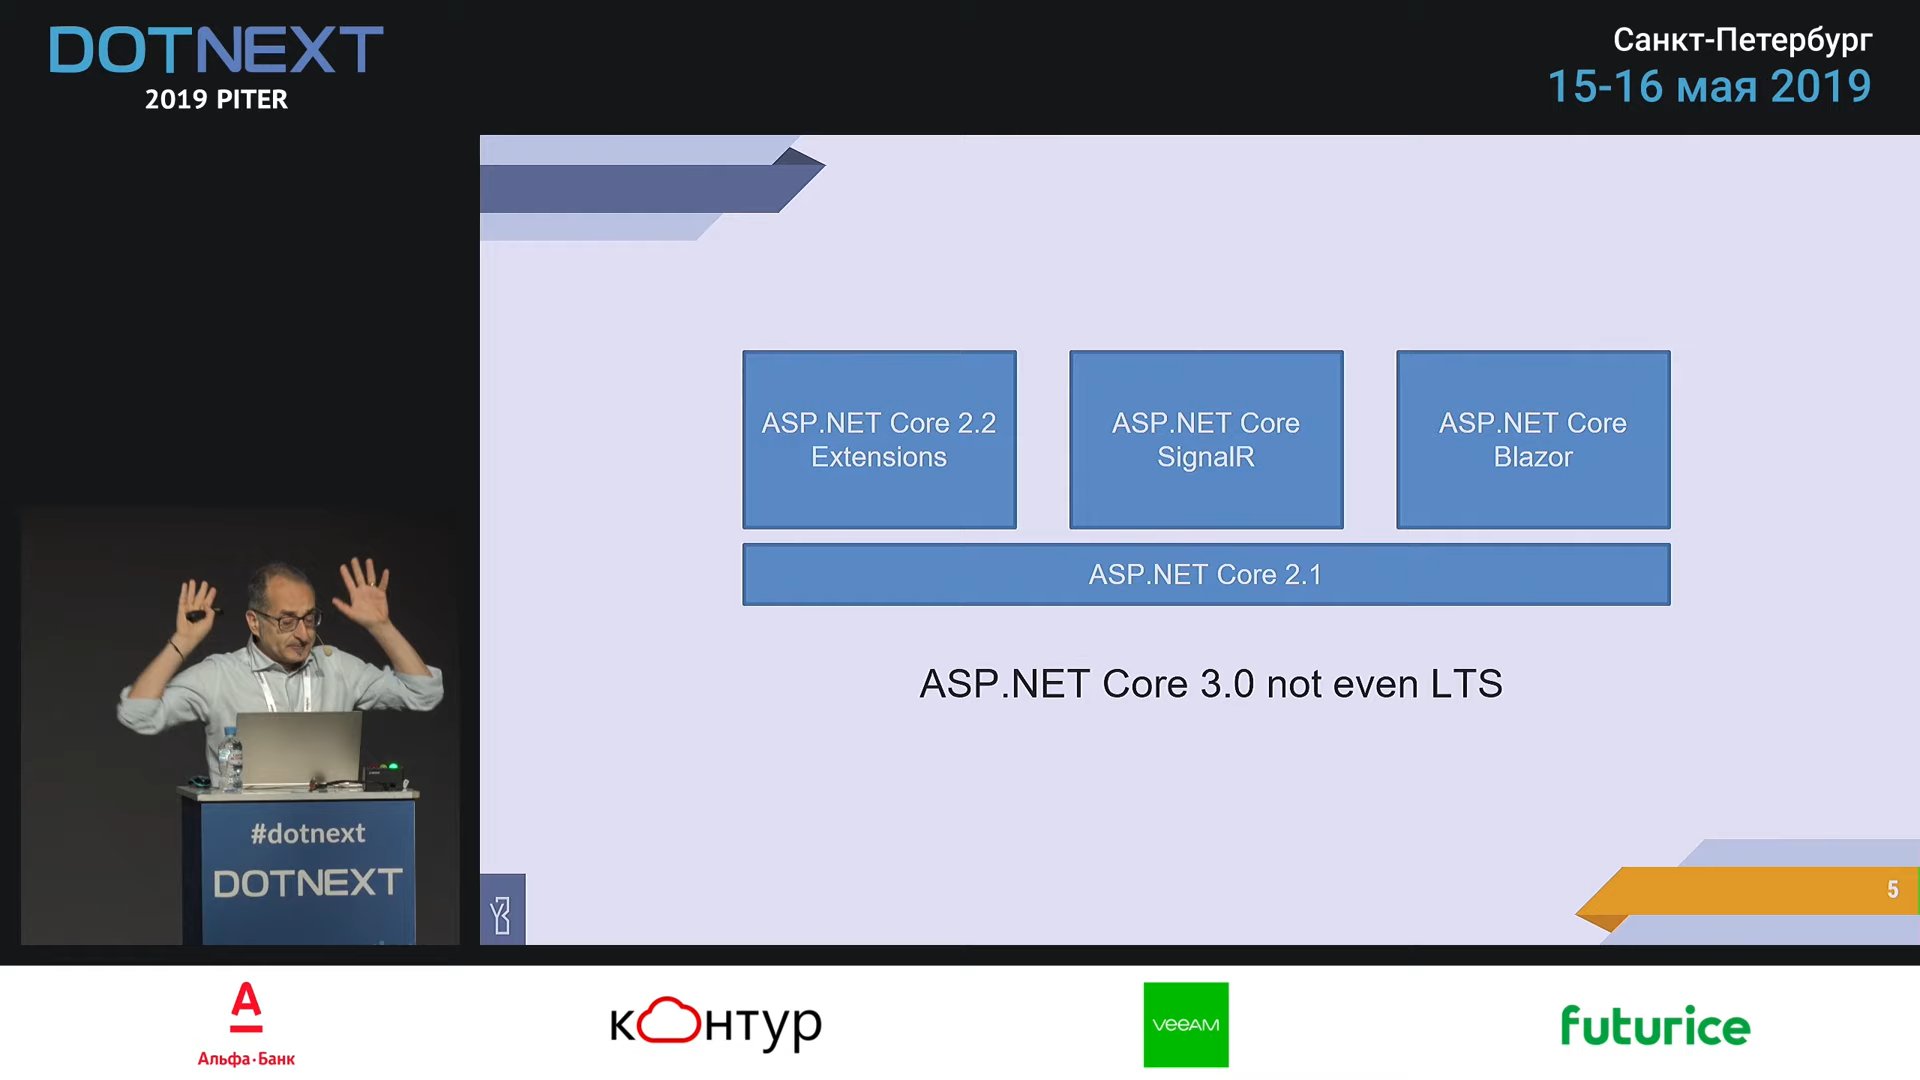 DOTNEXT
2019 PITER
Санкт-Петербург
15-16 мая 2019
ASP.NET Core 2.2
Extensions
ASP.NET Core
SignalR
ASP.NET Core
Blazor
ASP.NET Core 2.1
ASP.NET Core 3.0 not even LTS
5
#dotnext
DOTNEXT
А
Альфа·Банк
контур
veeAM
futurice